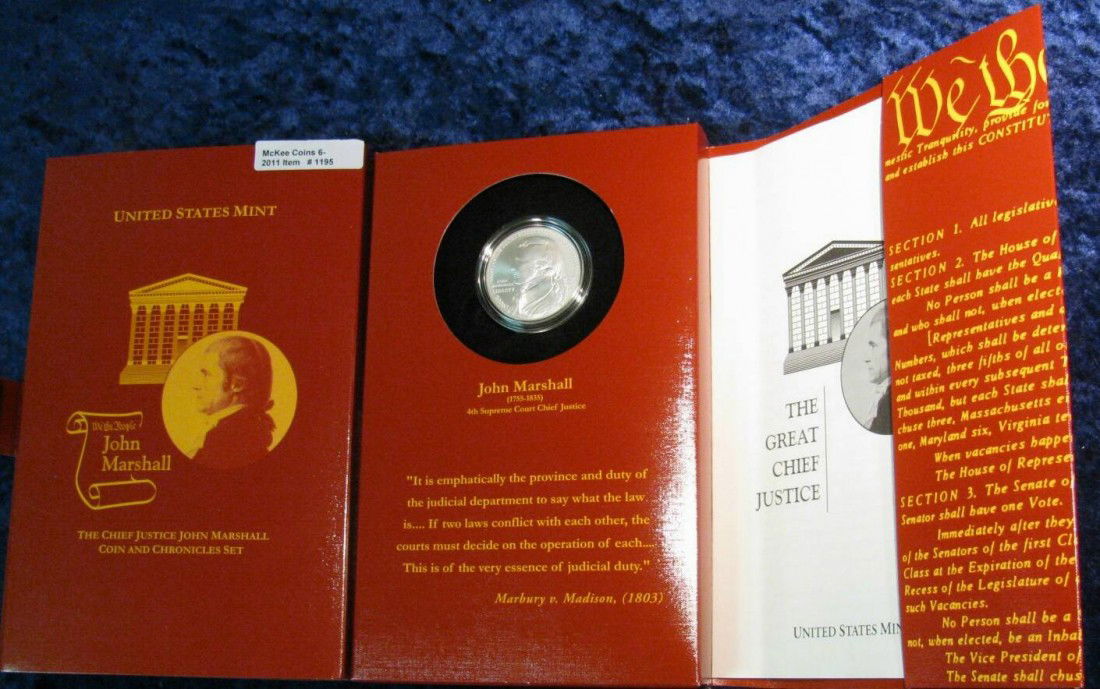 McKee Coins 6-
2011 Item # 1195
UNITED STATES MINT
We the People
John
Marshall
THE CHIEF JUSTICE JOHN MARSHALL
COIN AND CHRONICLES SET
LIBERTY
John Marshall
(1755-1835)
4th Supreme Court Chief Justice
"It is emphatically the province and duty of
the judicial department to say what the law
is.... If two laws conflict with each other, the
courts must decide on the operation of each....
This is of the very essence of judicial duty."
Marbury v. Madison, (1803)
THE
GREAT
CHIEF
JUSTICE
UNITED STATES MIN
We the
mestic Tranquility, provide fo
and establish this CONSTITU
SECTION 1. All legislativ
sentatives.
SECTION 2. The House of
each State shall have the Qua
No Person shall be a
and who shall not, when elect
[Representatives and
Numbers, which shall be deter
not taxed, three fifths of all o
and within every subsequent T
Thousand, but each State shal
chuse three, Massachusetts ei
one, Maryland six, Virginia te
When vacancies happe
The House of Represe
SECTION 3. The Senate o
Senator shall have one Vote.
Immediately after they
of the Senators of the first Cl
Class at the Expiration of the
Recess of the Legislature of
such Vacancies.
No Person shall be a
not, when elected, be an Inhab
The Vice President of
The Senate shall chus